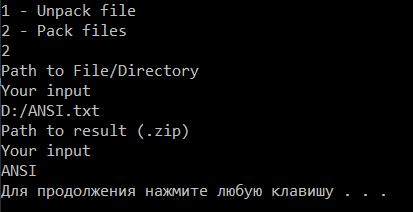 1 - Unpack file
2 - Pack files
2
Path to File/Directory
Your input
D:/ANSI.txt
Path to result (.zip)
Your input
ANSI
Для продолжения нажмите любую клавишу . . .